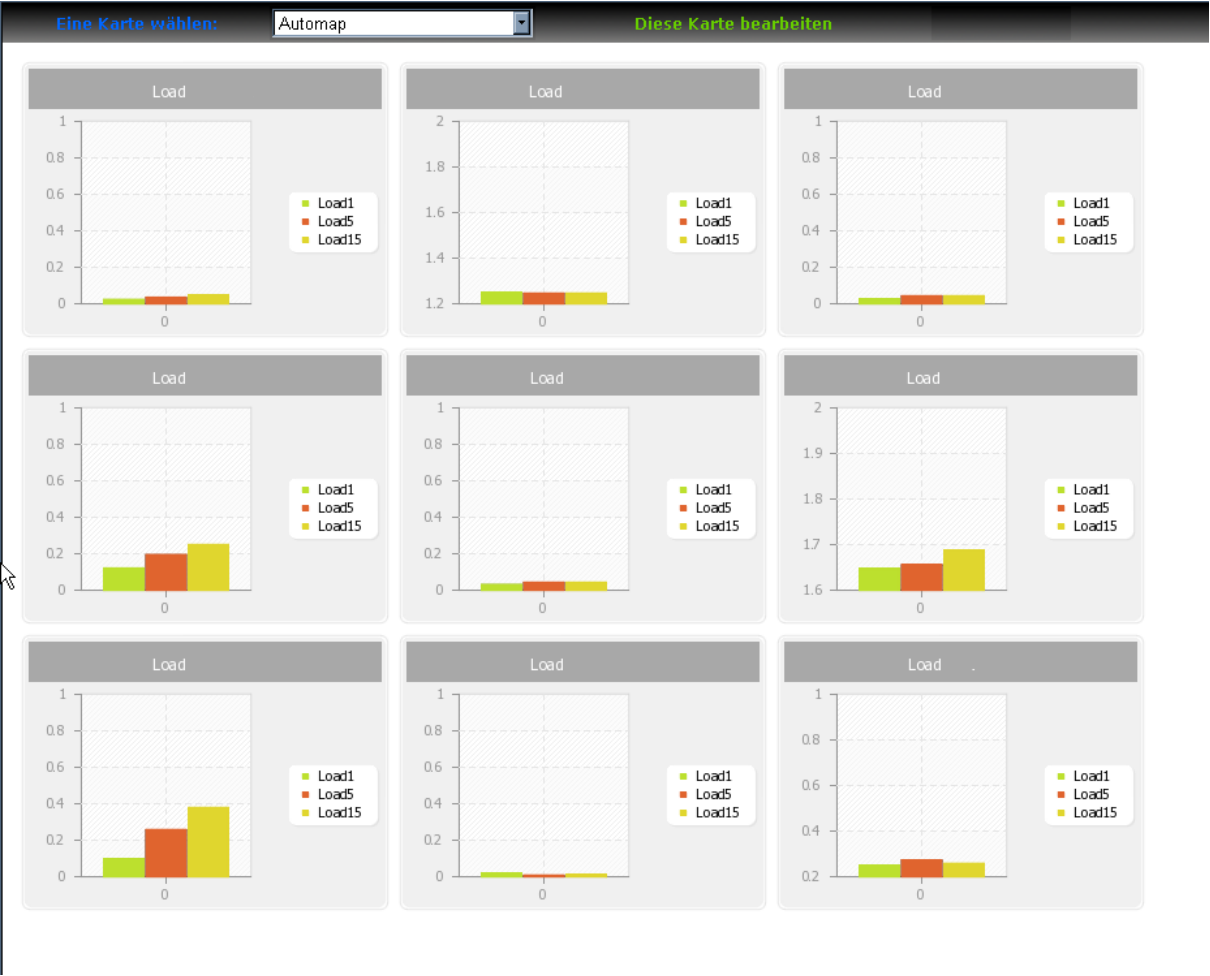 Eine Karte wählen: Automap Diese Karte bearbeiten
Load
1
0.8
0.6
0.4
0.2
0
0
Load1
Load5
Load15
Load
2
1.8
1.6
1.4
1.2
0
Load1
Load5
Load15
Load
1
0.8
0.6
0.4
0.2
0
0
Load1
Load5
Load15
Load
1
0.8
0.6
0.4
0.2
0
0
Load1
Load5
Load15
Load
1
0.8
0.6
0.4
0.2
0
0
Load1
Load5
Load15
Load
2
1.9
1.8
1.7
1.6
0
Load1
Load5
Load15
Load
1
0.8
0.6
0.4
0.2
0
0
Load1
Load5
Load15
Load
1
0.8
0.6
0.4
0.2
0
0
Load1
Load5
Load15
Load .
1
0.8
0.6
0.4
0.2
0
Load1
Load5
Load15